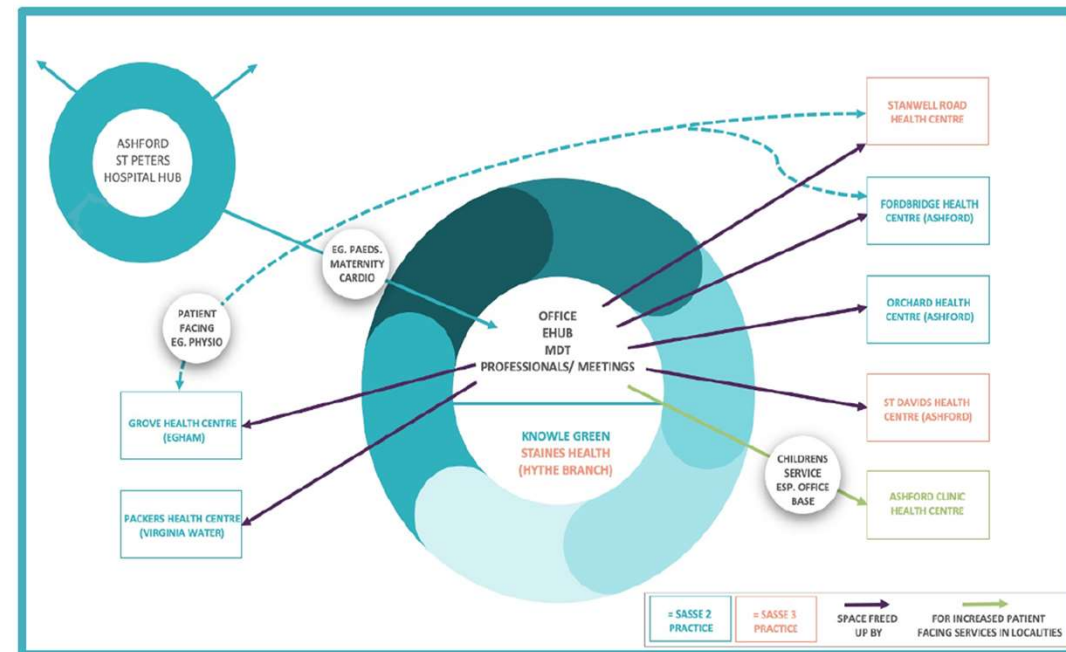 ASHFORD
ST PETERS
HOSPITAL HUB
EG. PAEDS.
MATERNITY
CARDIO
PATIENT
FACING
EG. PHYSIO
GROVE HEALTH CENTRE
(EGHAM)
PACKERS HEALTH CENTRE
(VIRGINIA WATER)
OFFICE
EHUB
MDT
PROFESSIONALS/ MEETINGS
KNOWLE GREEN
STAINES HEALTH
(HYTHE BRANCH)
STANWELL ROAD
HEALTH CENTRE
FORDBRIDGE HEALTH
CENTRE (ASHFORD)
ORCHARD HEALTH
CENTRE (ASHFORD)
ST DAVIDS HEALTH
CENTRE (ASHFORD)
CHILDRENS
SERVICE
ESP. OFFICE
BASE
ASHFORD CLINIC
HEALTH CENTRE
= SASSE 2
PRACTICE
= SASSE 3
PRACTICE
SPACE FREED
UP BY
FOR INCREASED PATIENT
FACING SERVICES IN LOCALITIES